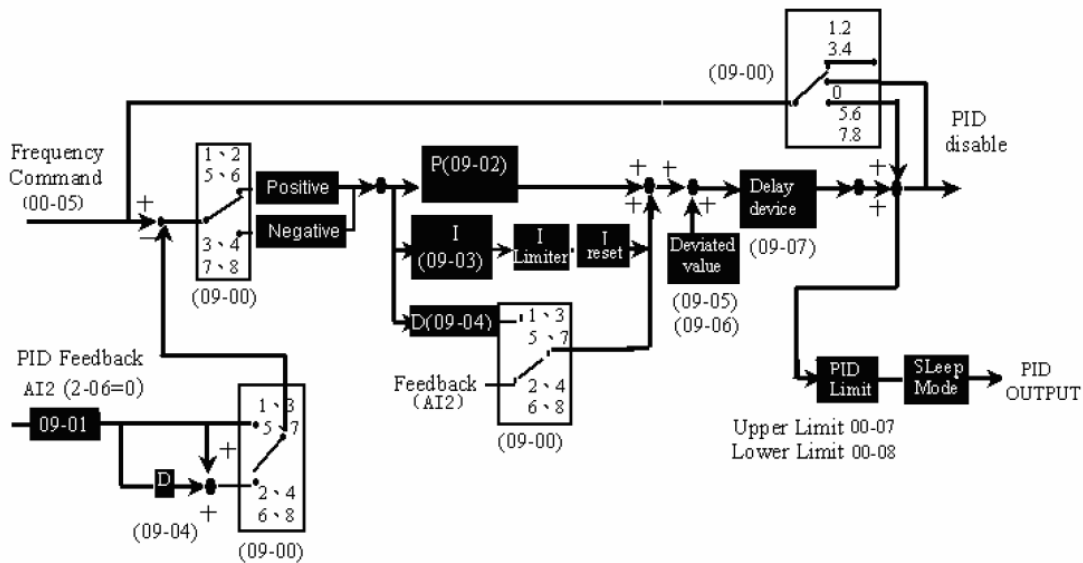 1.2
3.4
(09-00)
0
5.6
7.8
PID
disable
Frequency
Command
(00-05)
+
−
1、2
5、6
3、4
7、8
(09-00)
Positive
Negative
P(09-02)
I
(09-03)
I
Limiter
I
reset
D(09-04)
1、3
5、7
2、4
6、8
(09-00)
Feedback
(AI2)
+
+
+
+
Deviated
value
(09-05)
(09-06)
Delay
device
(09-07)
+
+
+
PID Feedback
AI2 (2-06=0)
09-01
D
(09-04)
+
+
1、3
5、7
2、4
6、8
(09-00)
PID
Limit
SLeep
Mode
PID
OUTPUT
Upper Limit 00-07
Lower Limit 00-08